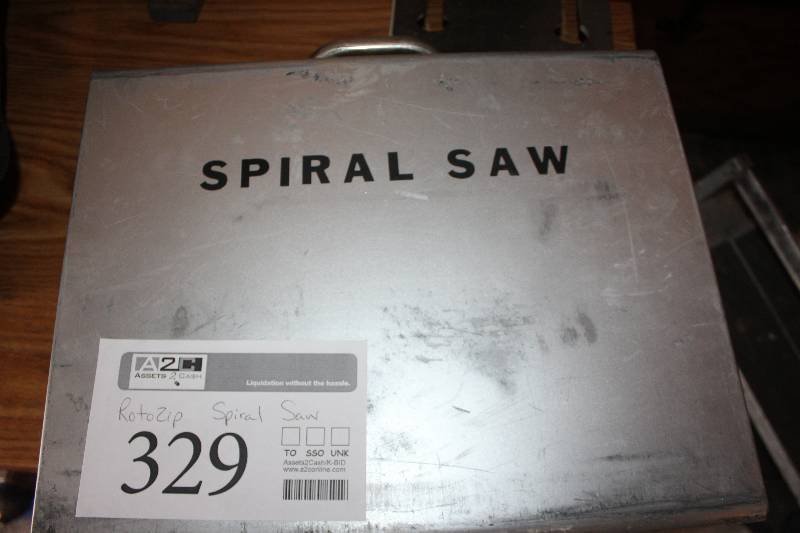 SPIRAL SAW
A2C
ASSETS 2 CASH
Liquidation without the hassle.
RotoZip Spiral Saw
329
TO SSO UNK
Assets2Cash/K-BID
www.a2conline.com